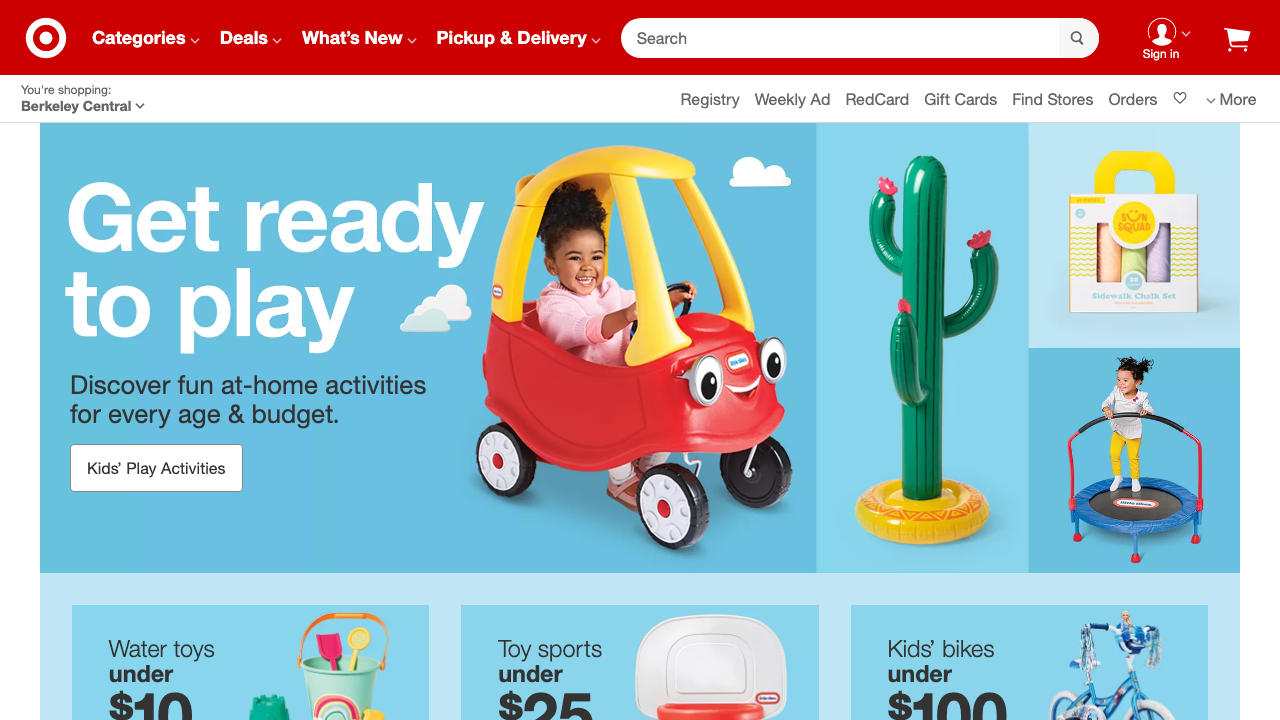 Categories
Deals
What's New
Pickup & Delivery
Search
Sign in
You're shopping:
Berkeley Central
Registry
Weekly Ad
RedCard
Gift Cards
Find Stores
Orders
More
Get ready
to play
Discover fun at-home activities
for every age & budget.
Kids' Play Activities
SUN
SQUAD
Sidewalk Chalk Set
little tikes
Water toys
under
$10
Toy sports
under
$25
Kids' bikes
under
$100